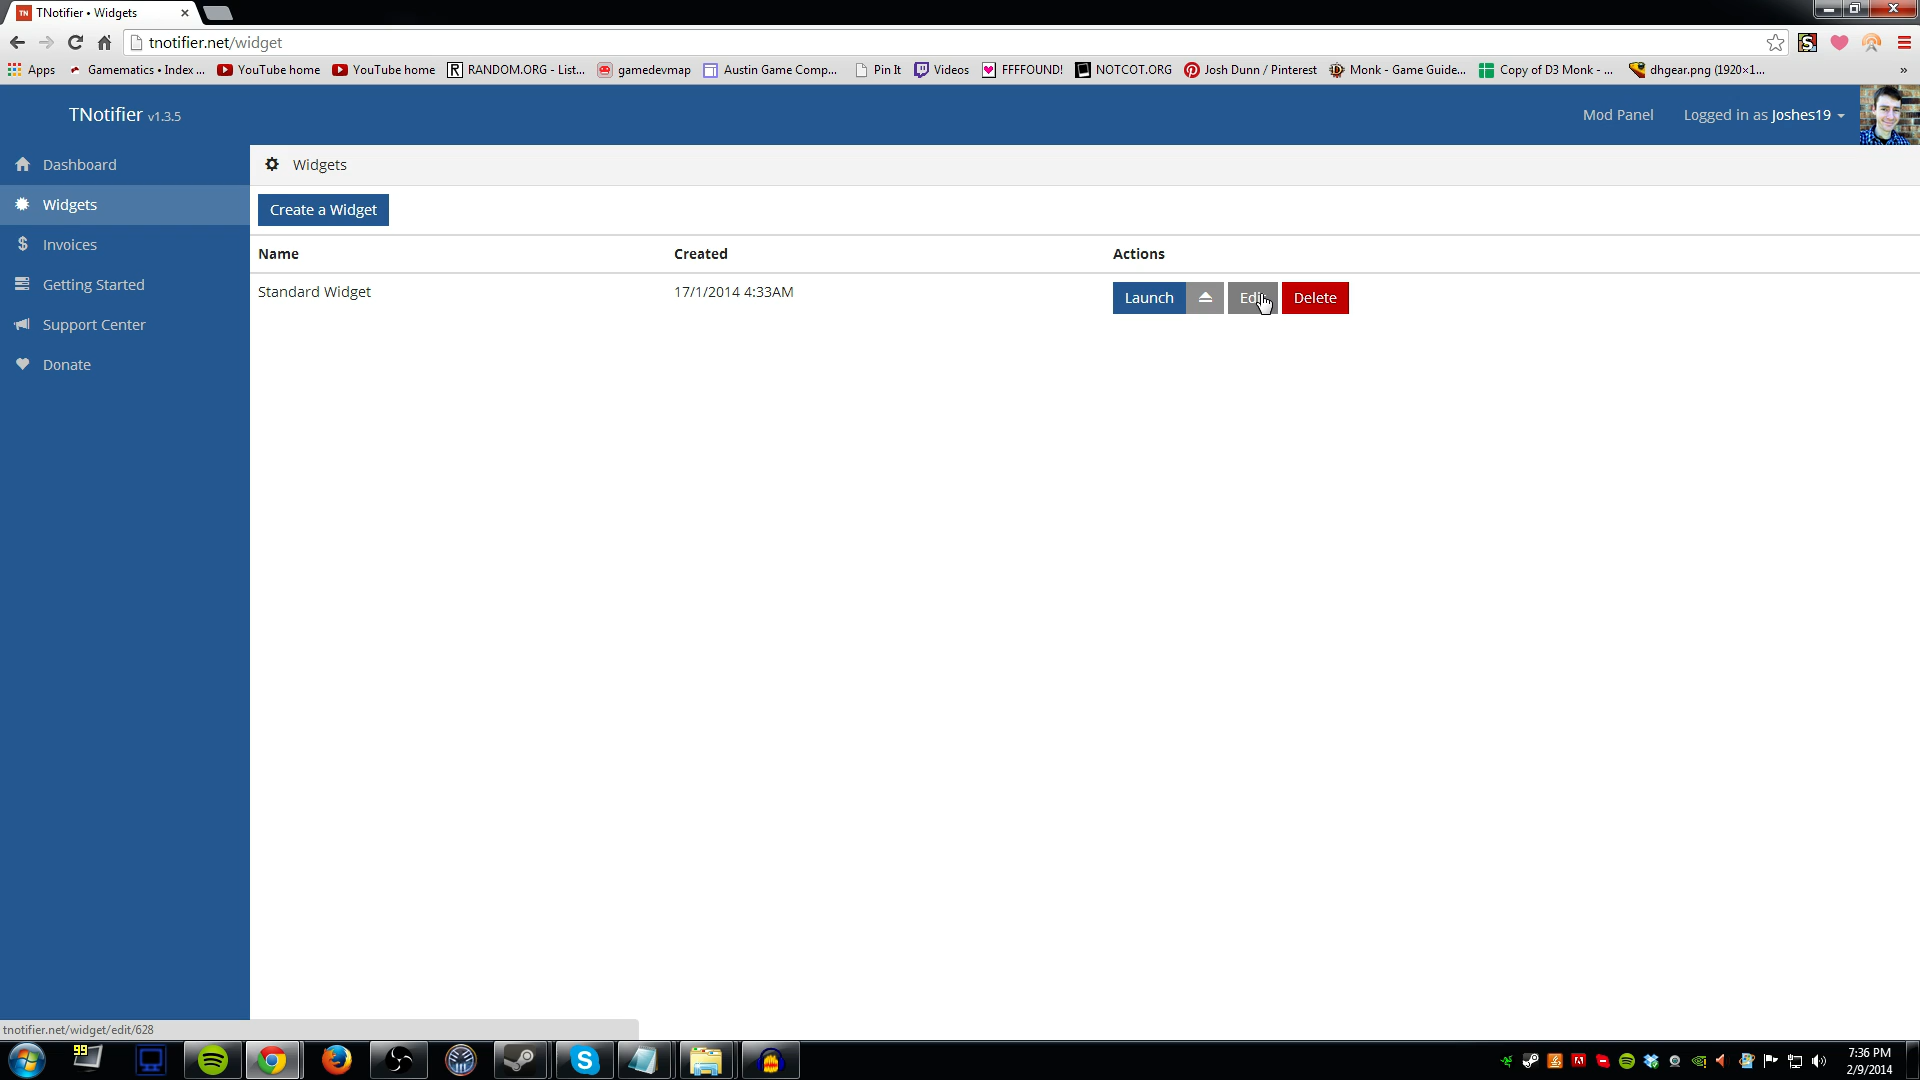 TNotifier • Widgets
tnotifier.net/widget
Apps
Gamematics • Index ...
YouTube home
YouTube home
RANDOM.ORG - List...
gamedevmap
Austin Game Comp...
Pin It
Videos
FFFFOUND!
NOTCOT.ORG
Josh Dunn / Pinterest
Monk - Game Guide...
Copy of D3 Monk - ...
dhgear.png (1920×1...
»
TNotifier v1.3.5
Mod Panel
Logged in as Joshes19
Dashboard
Widgets
Invoices
Getting Started
Support Center
Donate
Widgets
Create a Widget
Name Created Actions
Standard Widget 17/1/2014 4:33AM Launch Edit Delete
tnotifier.net/widget/edit/628
99
7:36 PM
2/9/2014